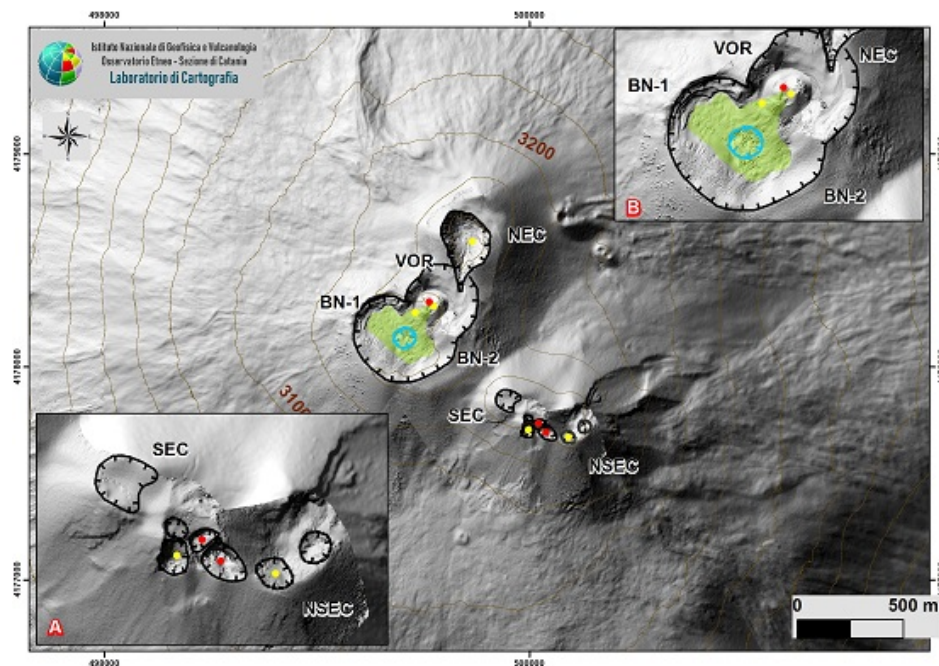 499000
500000
Istituto Nazionale di Geofisica e Vulcanologia
Osservatorio Etneo - Sezione di Catania
Laboratorio di Cartografia
VOR
NEC
BN-1
BN-2
B
4179000
3200
NEC
VOR
BN-1
BN-2
4178000
3100
SEC
NSEC
SEC
NSEC
A
4177000
0 500 m
499000
500000